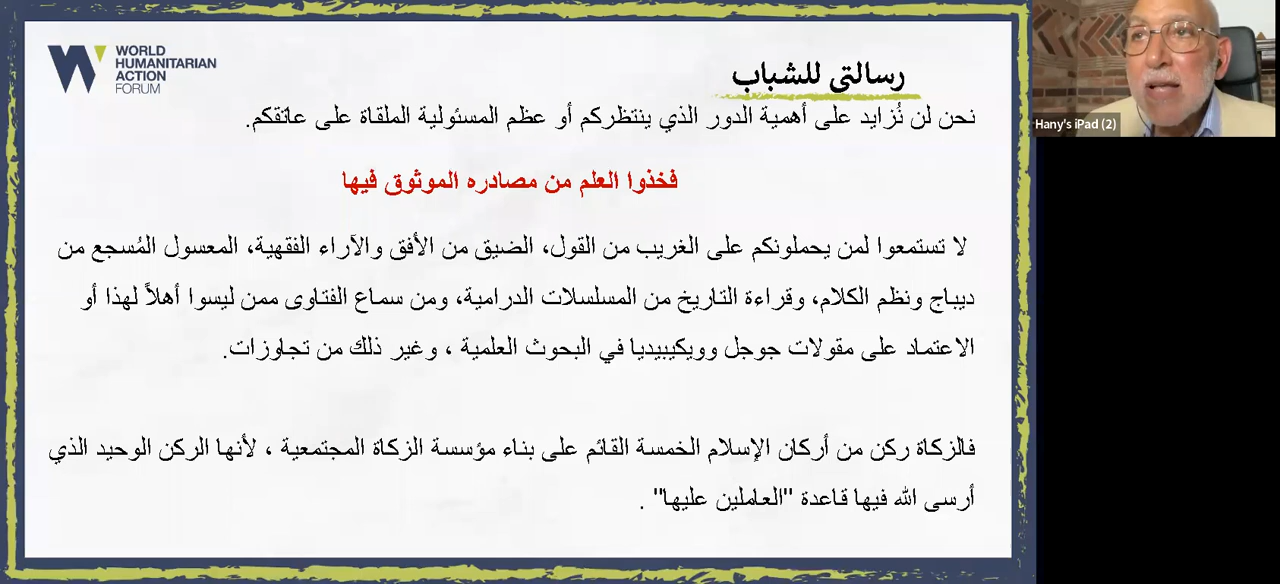 WORLD
HUMANITARIAN
ACTION
FORUM
رسالتي للشباب
نحن لن نُزايد على أهمية الدور الذي ينتظركم أو عظم المسئولية الملقاة على عاتقكم.
فخذوا العلم من مصادره الموثوق فيها
لا تستمعوا لمن يحملونكم على الغريب من القول، الضيق من الأفق والآراء الفقهية، المعسول المُسجع من
ديباج ونظم الكلام، وقراءة التاريخ من المسلسلات الدرامية، ومن سماع الفتاوى ممن ليسوا أهلاً لهذا أو
الاعتماد على مقولات جوجل وويكيبيديا في البحوث العلمية ، وغير ذلك من تجاوزات.
فالزكاة ركن من أركان الإسلام الخمسة القائم على بناء مؤسسة الزكاة المجتمعية ، لأنها الركن الوحيد الذي
أرسى الله فيها قاعدة "العاملين عليها" .
Hany's iPad (2)